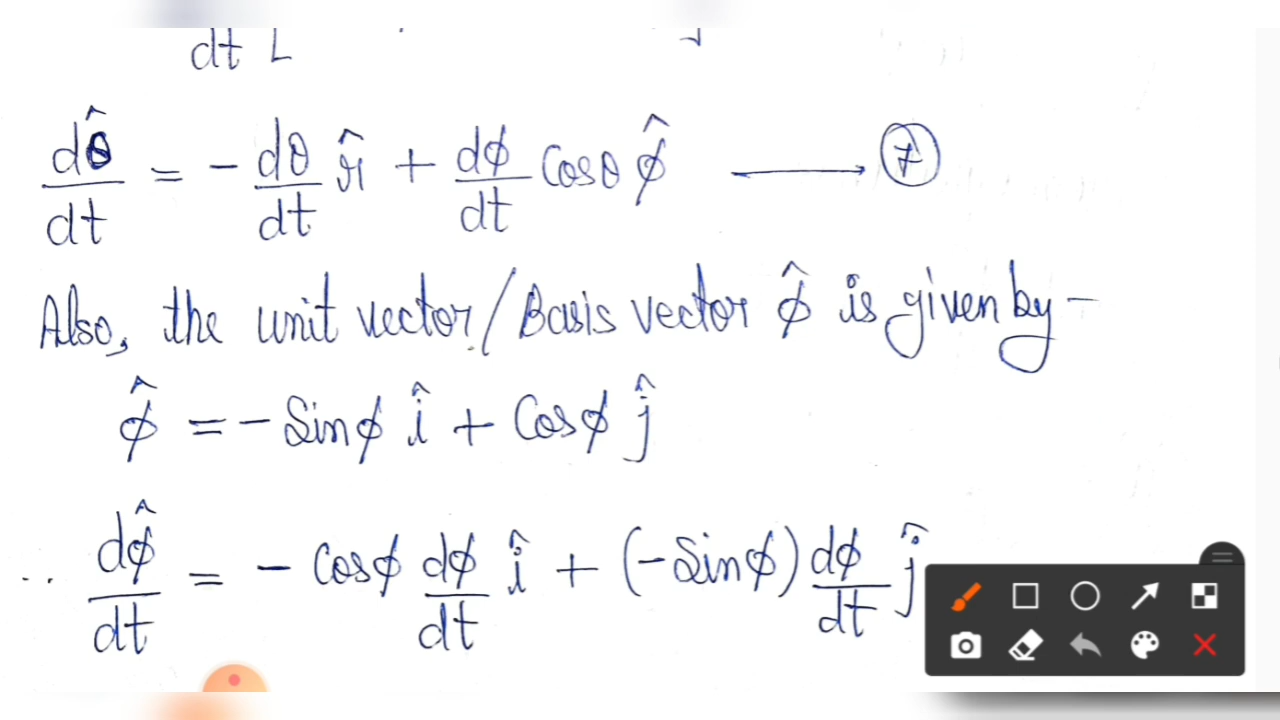 dt L
dθ̂/dt = - dθ/dt r̂ + dϕ/dt Cosθ ϕ̂ ⟶ ⑦
Also, the unit vector/Basis vector ϕ̂ is given by -
ϕ̂ = - Sinϕ î + Cosϕ ĵ
∴ dϕ̂/dt = - Cosϕ dϕ/dt î + (-Sinϕ) dϕ/dt ĵ